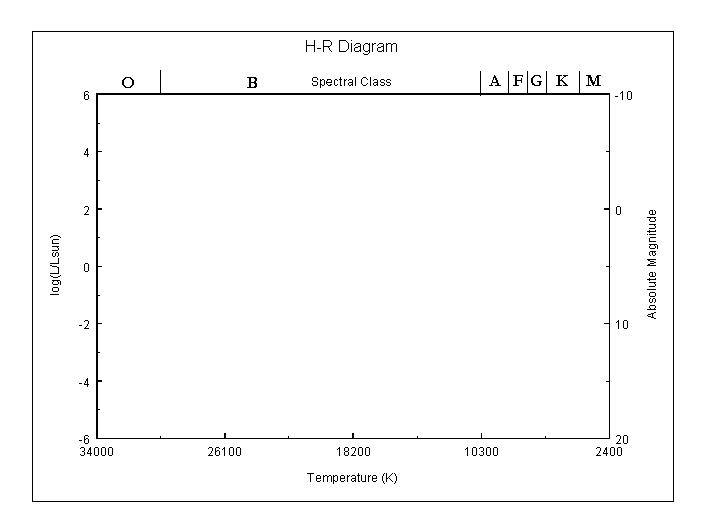 H-R Diagram
O B Spectral Class A F G K M
6 -10
4
2 0
log(L/Lsun)
Absolute Magnitude
0
-2 10
-4
-6 20
34000 26100 18200 10300 2400
Temperature (K)